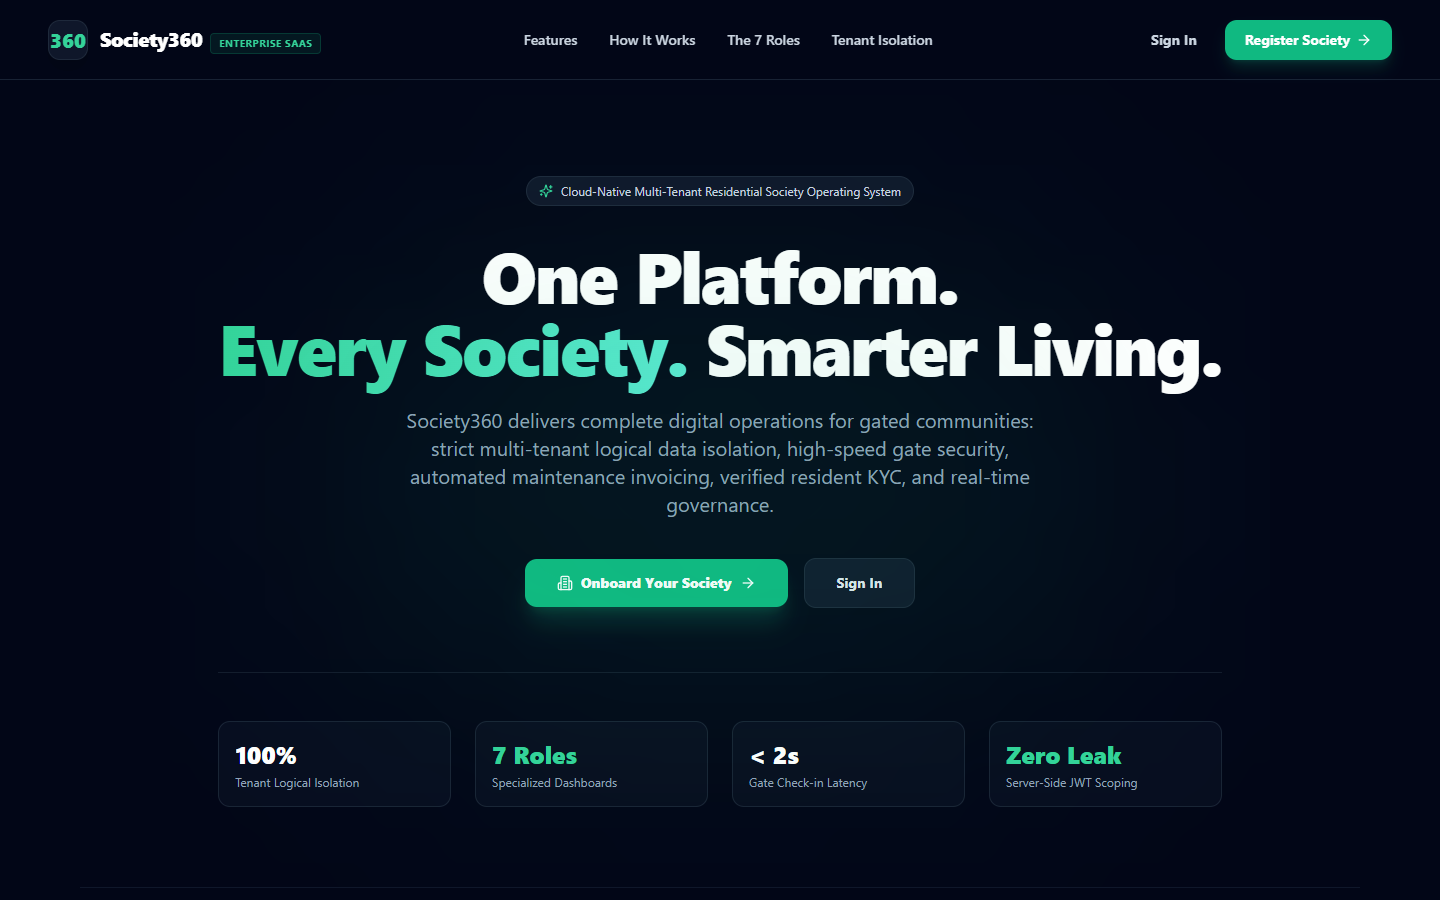 360 Society360 ENTERPRISE SAAS Features How It Works The 7 Roles Tenant Isolation Sign In Register Society
Cloud-Native Multi-Tenant Residential Society Operating System
One Platform.
Every Society. Smarter Living.
Society360 delivers complete digital operations for gated communities:
strict multi-tenant logical data isolation, high-speed gate security,
automated maintenance invoicing, verified resident KYC, and real-time
governance.
Onboard Your Society Sign In
100%
Tenant Logical Isolation
7 Roles
Specialized Dashboards
< 2s
Gate Check-in Latency
Zero Leak
Server-Side JWT Scoping